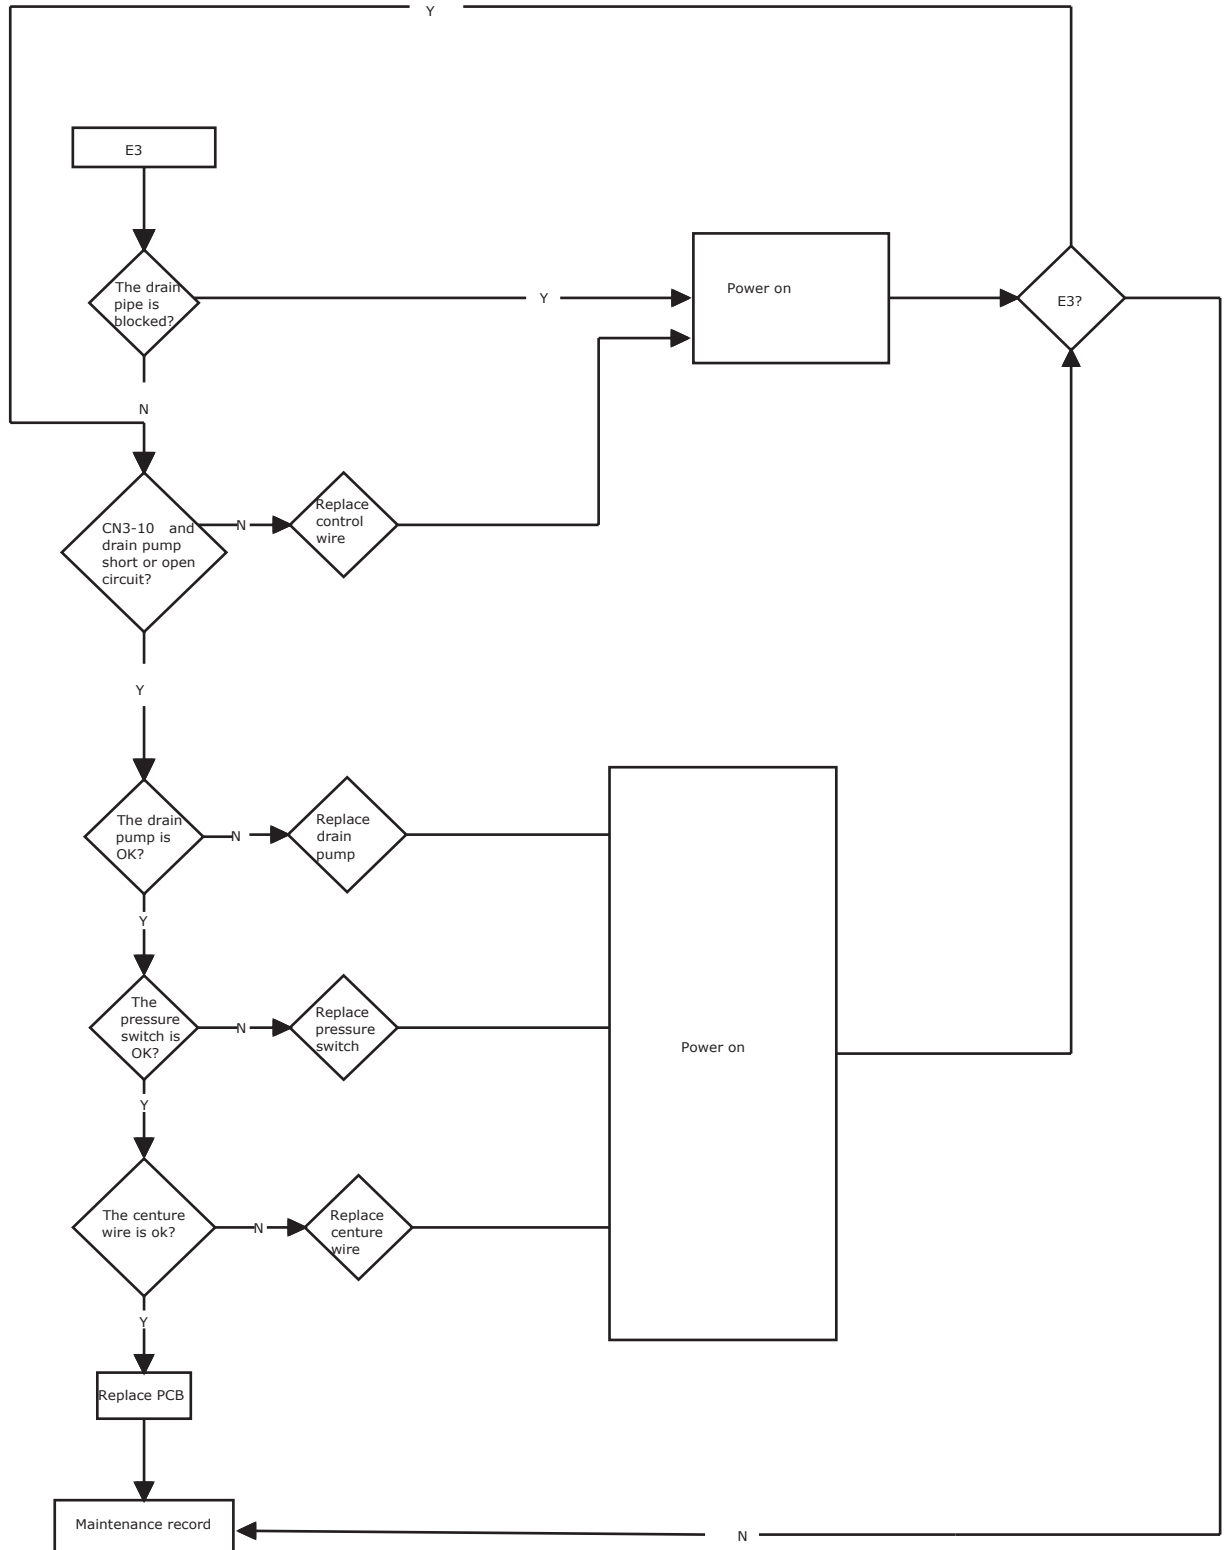 Y
E3
The drain
pipe is
blocked?
Y
Power on
E3?
N
CN3-10 and
drain pump
short or open
circuit?
N
Replace
control
wire
Y
The drain
pump is
OK?
N
Replace
drain
pump
Y
The
pressure
switch is
OK?
N
Replace
pressure
switch
Power on
Y
The centure
wire is ok?
N
Replace
centure
wire
Y
Replace PCB
Maintenance record
N